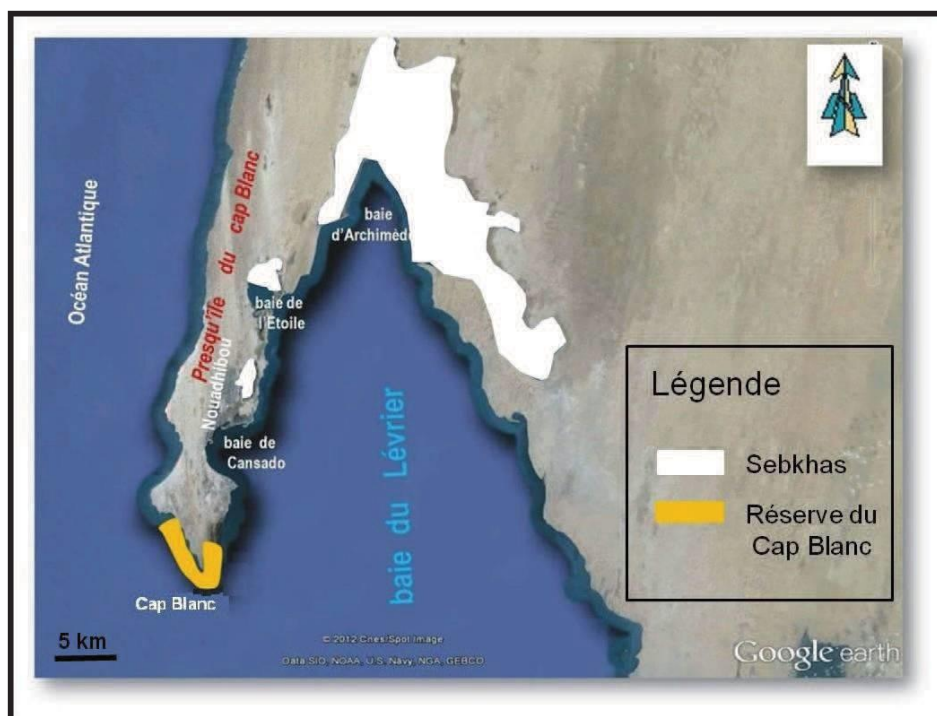 Océan Atlantique
Presqu'île du cap Blanc
Nouadhibou
baie
d'Archimède
baie de
l'Etoile
baie de
Cansado
baie du Lévrier
Cap Blanc
5 km
Légende
Sebkhas
Réserve du
Cap Blanc
© 2012 Cnes/Spot Image
Data SIO, NOAA, U.S. Navy, NGA, GEBCO
Google earth